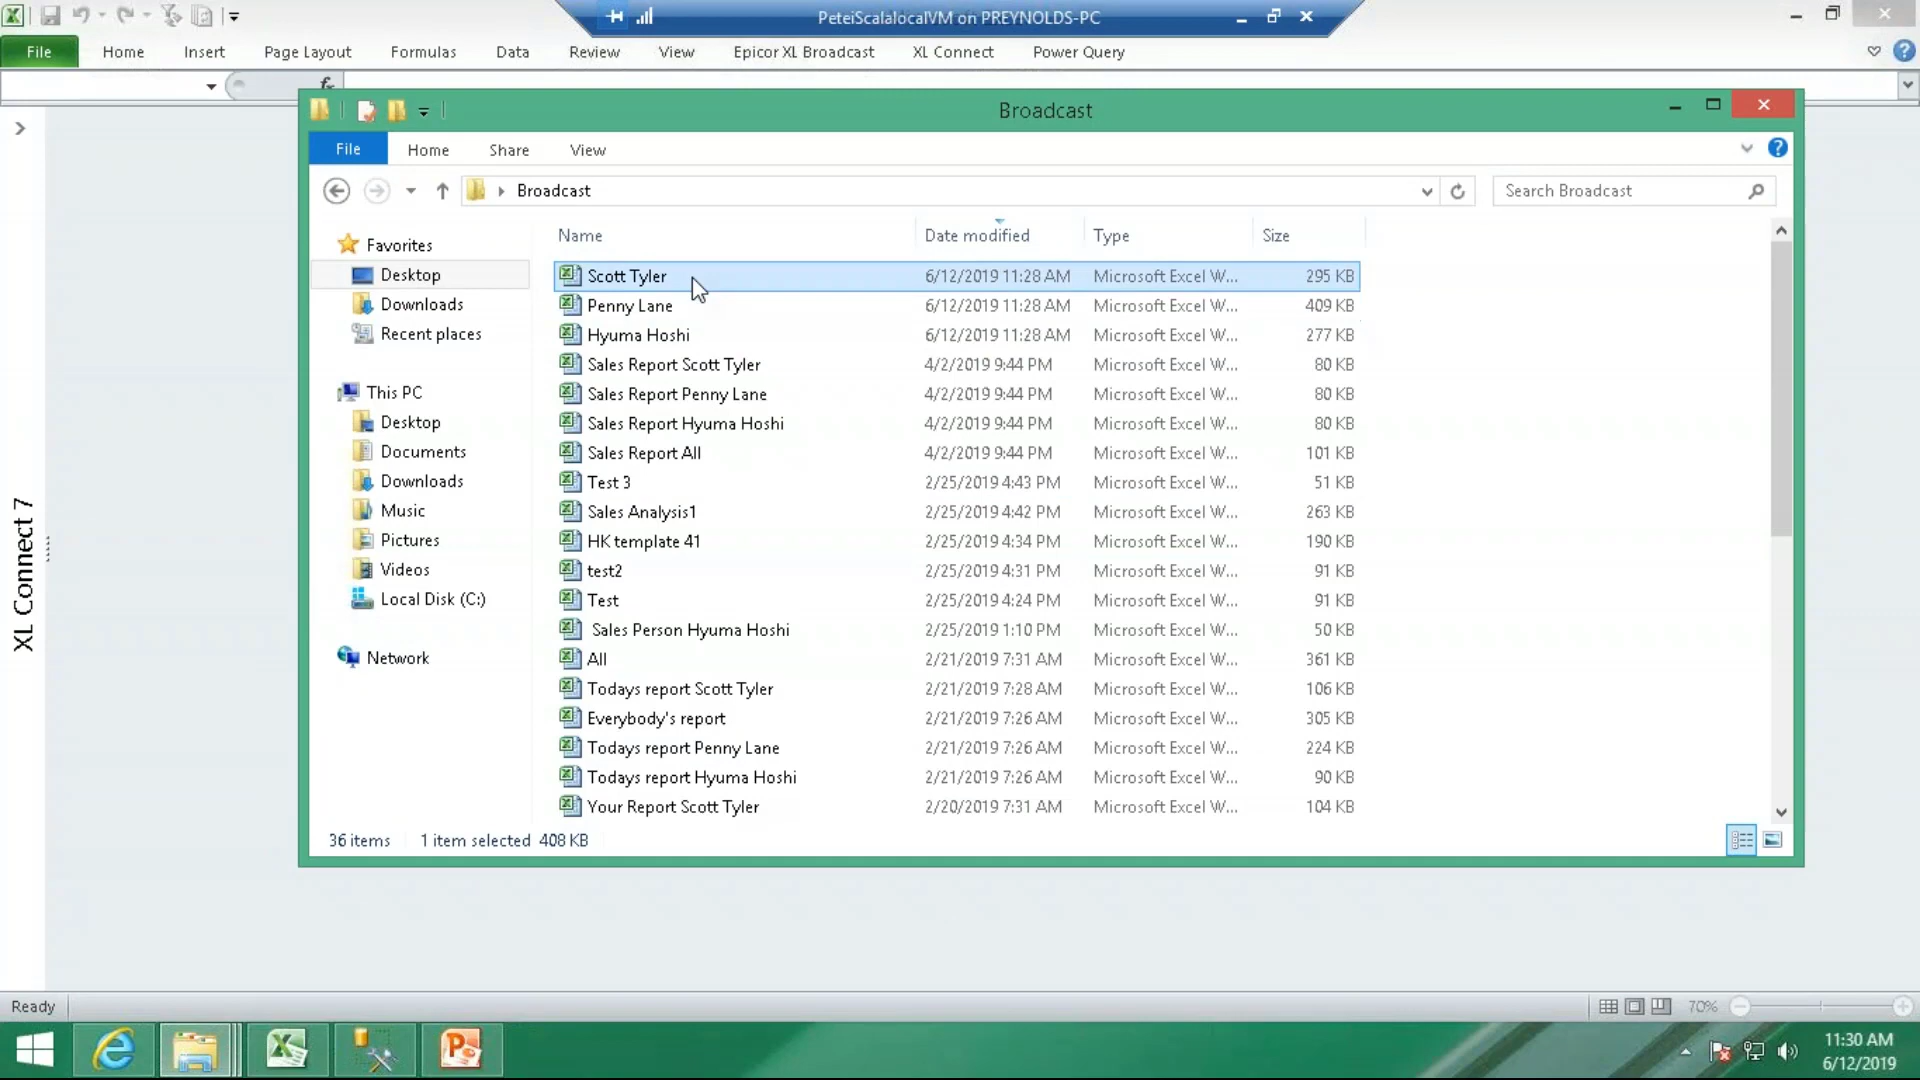 PeteiScalalocalVM on PREYNOLDS-PC
File Home Insert Page Layout Formulas Data Review View Epicor XL Broadcast XL Connect Power Query
Broadcast
File Home Share View
Broadcast
Search Broadcast
Name Date modified Type Size
Favorites
Desktop
Downloads
Recent places
This PC
Desktop
Documents
Downloads
Music
Pictures
Videos
Local Disk (C:)
Network
Scott Tyler 6/12/2019 11:28 AM Microsoft Excel W... 295 KB
Penny Lane 6/12/2019 11:28 AM Microsoft Excel W... 409 KB
Hyuma Hoshi 6/12/2019 11:28 AM Microsoft Excel W... 277 KB
Sales Report Scott Tyler 4/2/2019 9:44 PM Microsoft Excel W... 80 KB
Sales Report Penny Lane 4/2/2019 9:44 PM Microsoft Excel W... 80 KB
Sales Report Hyuma Hoshi 4/2/2019 9:44 PM Microsoft Excel W... 80 KB
Sales Report All 4/2/2019 9:44 PM Microsoft Excel W... 101 KB
Test 3 2/25/2019 4:43 PM Microsoft Excel W... 51 KB
Sales Analysis1 2/25/2019 4:42 PM Microsoft Excel W... 263 KB
HK template 41 2/25/2019 4:34 PM Microsoft Excel W... 190 KB
test2 2/25/2019 4:31 PM Microsoft Excel W... 91 KB
Test 2/25/2019 4:24 PM Microsoft Excel W... 91 KB
Sales Person Hyuma Hoshi 2/25/2019 1:10 PM Microsoft Excel W... 50 KB
All 2/21/2019 7:31 AM Microsoft Excel W... 361 KB
Todays report Scott Tyler 2/21/2019 7:28 AM Microsoft Excel W... 106 KB
Everybody's report 2/21/2019 7:26 AM Microsoft Excel W... 305 KB
Todays report Penny Lane 2/21/2019 7:26 AM Microsoft Excel W... 224 KB
Todays report Hyuma Hoshi 2/21/2019 7:26 AM Microsoft Excel W... 90 KB
Your Report Scott Tyler 2/20/2019 7:31 AM Microsoft Excel W... 104 KB
36 items 1 item selected 408 KB
XL Connect 7
Ready 70%
11:30 AM
6/12/2019